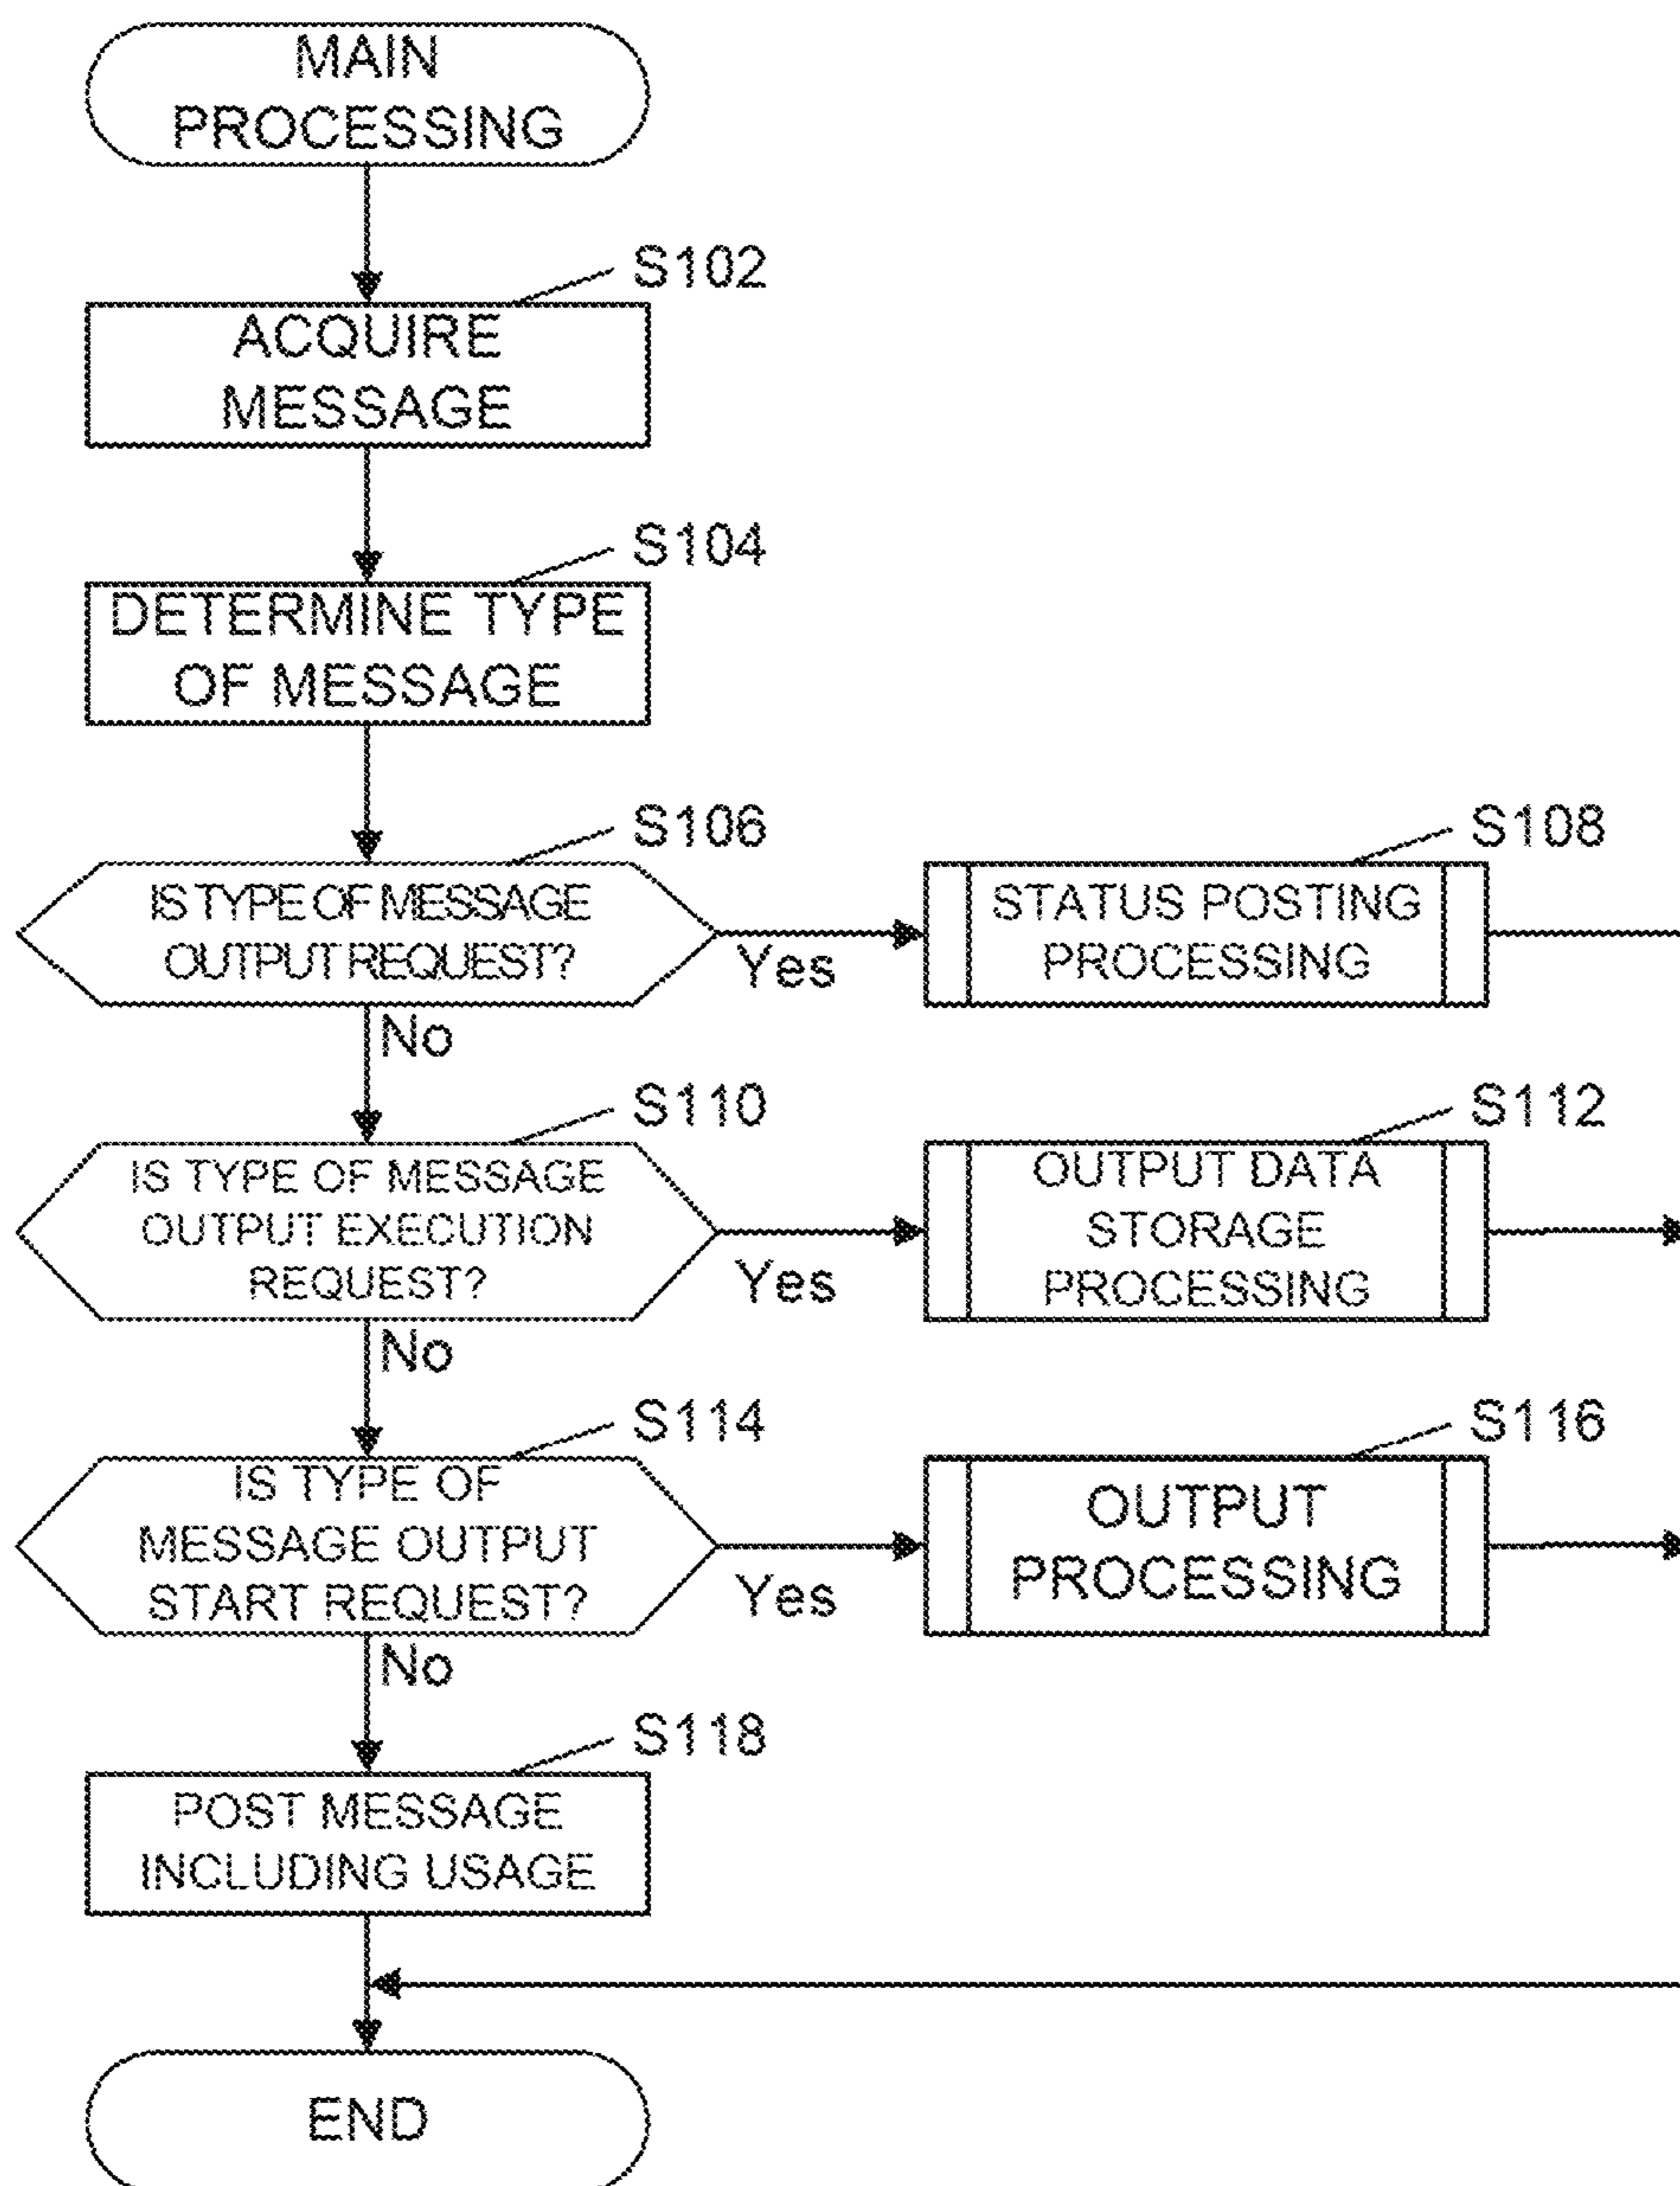 MAIN
PROCESSING
S102
ACQUIRE
MESSAGE
S104
DETERMINE TYPE
OF MESSAGE
S106
IS TYPE OF MESSAGE
OUTPUT REQUEST?
Yes
No
S108
STATUS POSTING
PROCESSING
S110
IS TYPE OF MESSAGE
OUTPUT EXECUTION
REQUEST?
Yes
No
S112
OUTPUT DATA
STORAGE
PROCESSING
S114
IS TYPE OF
MESSAGE OUTPUT
START REQUEST?
Yes
No
S116
OUTPUT
PROCESSING
S118
POST MESSAGE
INCLUDING USAGE
END